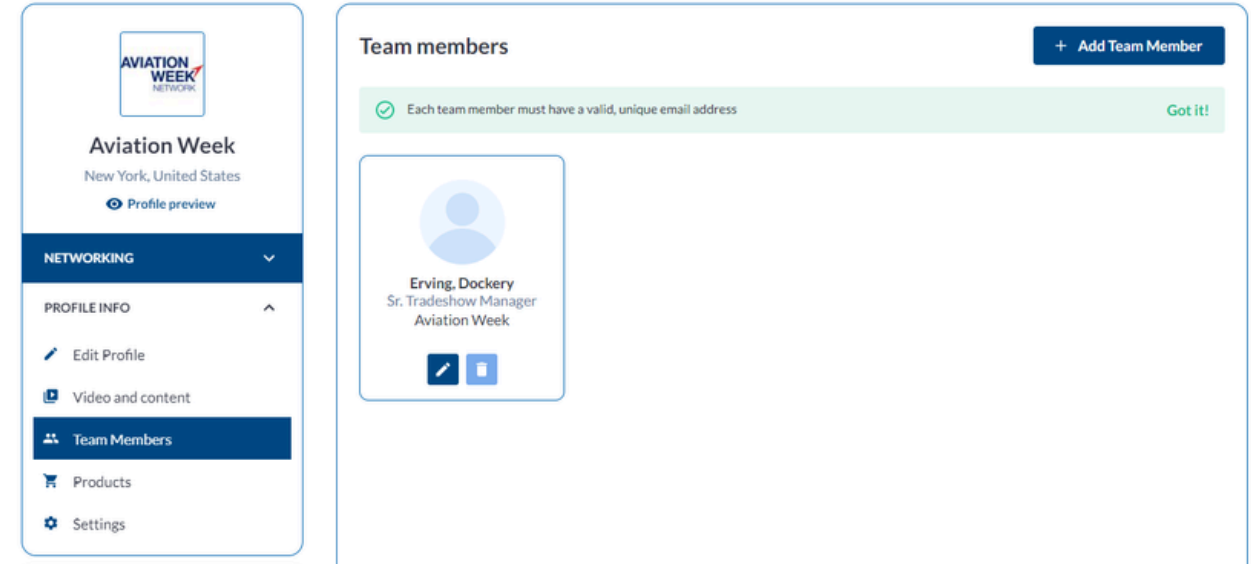 AVIATION
WEEK
NETWORK
Aviation Week
New York, United States
Profile preview
NETWORKING
PROFILE INFO
Edit Profile
Video and content
Team Members
Products
Settings
Team members
+ Add Team Member
Each team member must have a valid, unique email address
Got it!
Erving, Dockery
Sr. Tradeshow Manager
Aviation Week